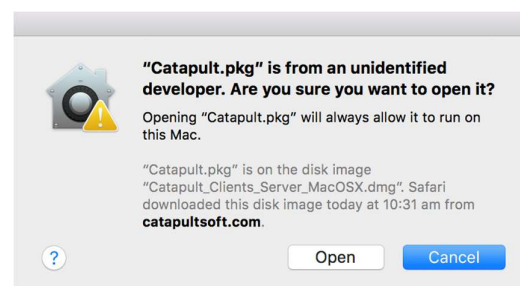 “Catapult.pkg” is from an unidentified
developer. Are you sure you want to open it?
Opening “Catapult.pkg” will always allow it to run on
this Mac.
“Catapult.pkg” is on the disk image
“Catapult_Clients_Server_MacOSX.dmg”. Safari
downloaded this disk image today at 10:31 am from
catapultsoft.com.
?
Open
Cancel